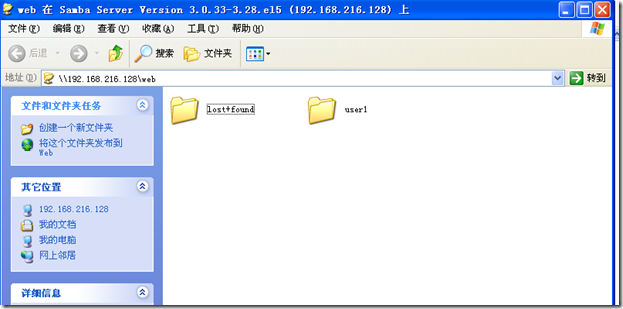 web 在 Samba Server Version 3.0.33-3.28.el5 (192.168.216.128) 上
文件(F) 编辑(E) 查看(V) 收藏(A) 工具(T) 帮助(H)
后退 搜索 文件夹
地址(D) \\192.168.216.128\web 转到
文件和文件夹任务
创建一个新文件夹
将这个文件夹发布到
Web
其它位置
192.168.216.128
我的文档
我的电脑
网上邻居
详细信息
lost+found
user1